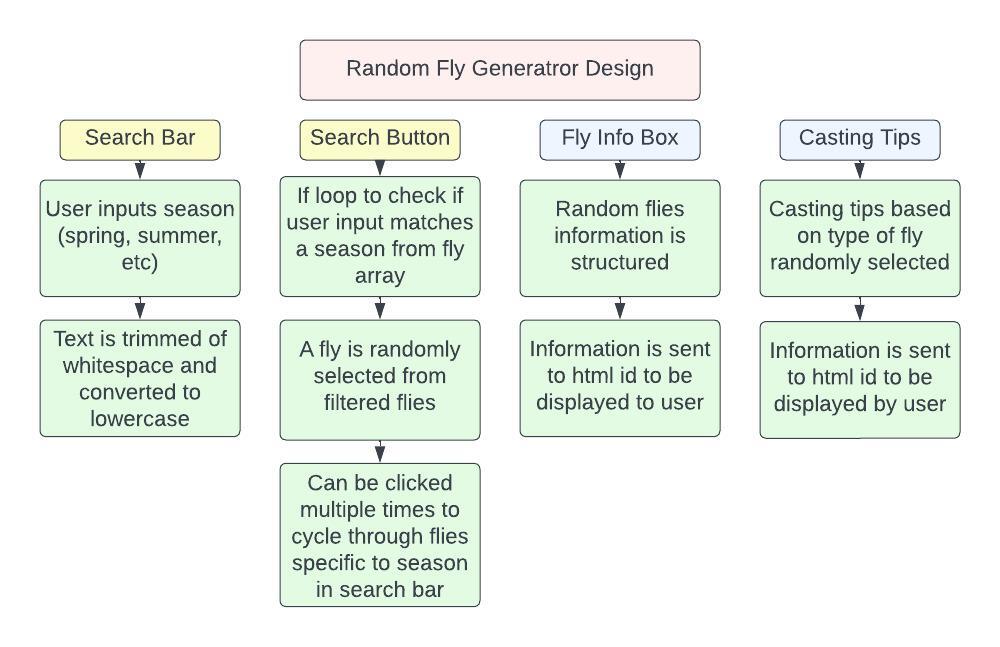 Random Fly Generatror Design
Search Bar
User inputs season
(spring, summer,
etc)
Text is trimmed of
whitespace and
converted to
lowercase
Search Button
If loop to check if
user input matches
a season from fly
array
A fly is randomly
selected from
filtered flies
Can be clicked
multiple times to
cycle through flies
specific to season
in search bar
Fly Info Box
Random flies
information is
structured
Information is sent
to html id to be
displayed to user
Casting Tips
Casting tips based
on type of fly
randomly selected
Information is sent
to html id to be
displayed by user